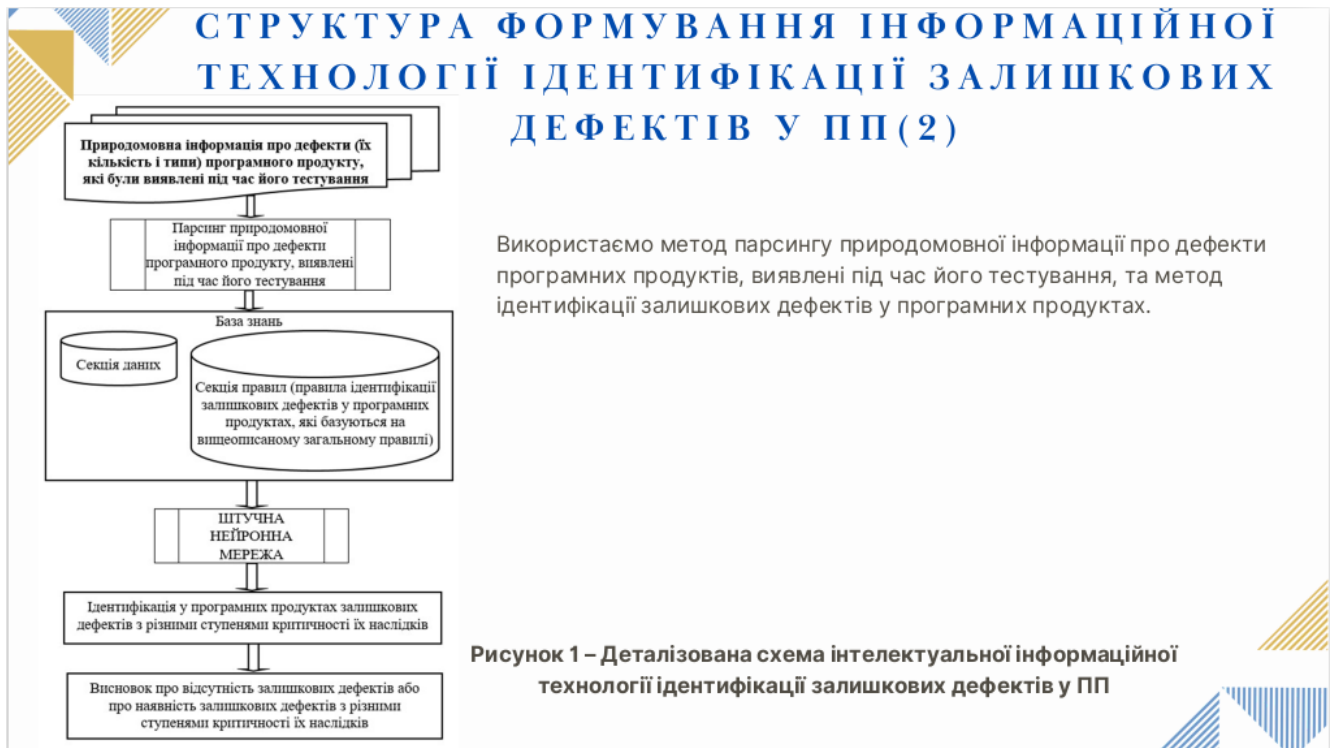 СТРУКТУРА ФОРМУВАННЯ ІНФОРМАЦІЙНОЇ
ТЕХНОЛОГІЇ ІДЕНТИФІКАЦІЇ ЗАЛИШКОВИХ
ДЕФЕКТІВ У ПП(2)
Природомовна інформація про дефекти (їх
кількість і типи) програмного продукту,
які були виявлені під час його тестування
Парсинг природомовної
інформації про дефекти
програмного продукту, виявлені
під час його тестування
База знань
Секція даних
Секція правил (правила ідентифікації
залишкових дефектів у програмних
продуктах, які базуються на
вищеописаному загальному правилі)
ШТУЧНА
НЕЙРОННА
МЕРЕЖА
Ідентифікація у програмних продуктах залишкових
дефектів з різними ступенями критичності їх наслідків
Висновок про відсутність залишкових дефектів або
про наявність залишкових дефектів з різними
ступенями критичності їх наслідків
Використаємо метод парсингу природомовної інформації про дефекти
програмних продуктів, виявлені під час його тестування, та метод
ідентифікації залишкових дефектів у програмних продуктах.
Рисунок 1 – Деталізована схема інтелектуальної інформаційної
технології ідентифікації залишкових дефектів у ПП